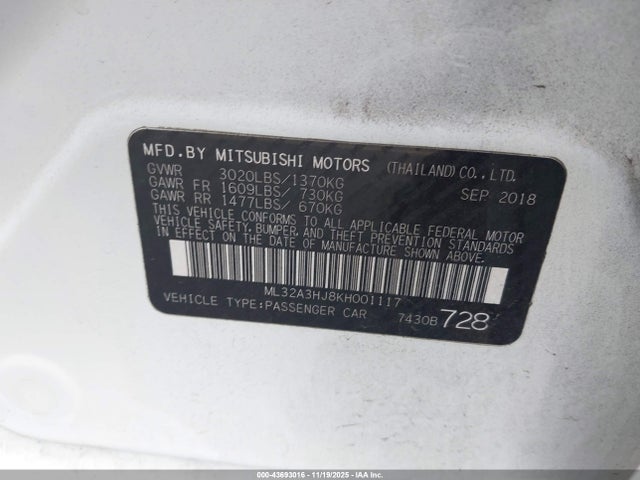 MFD.BY MITSUBISHI MOTORS (THAILAND) CO.,LTD.
GVWR 3020LBS/1370KG SEP 2018
GAWR FR 1609LBS/ 730KG
GAWR RR 1477LBS/ 670KG
THIS VEHICLE CONFORMS TO ALL APPLICABLE FEDERAL MOTOR
VEHICLE SAFETY, BUMPER, AND THEFT PREVENTION STANDARDS
IN EFFECT ON THE DATE OF MANUFACTURE SHOWN ABOVE.
ML32A3HJ8KH001117
VEHICLE TYPE:PASSENGER CAR 7430B 728
000-43693016 - 11/19/2025 - IAAI.COM